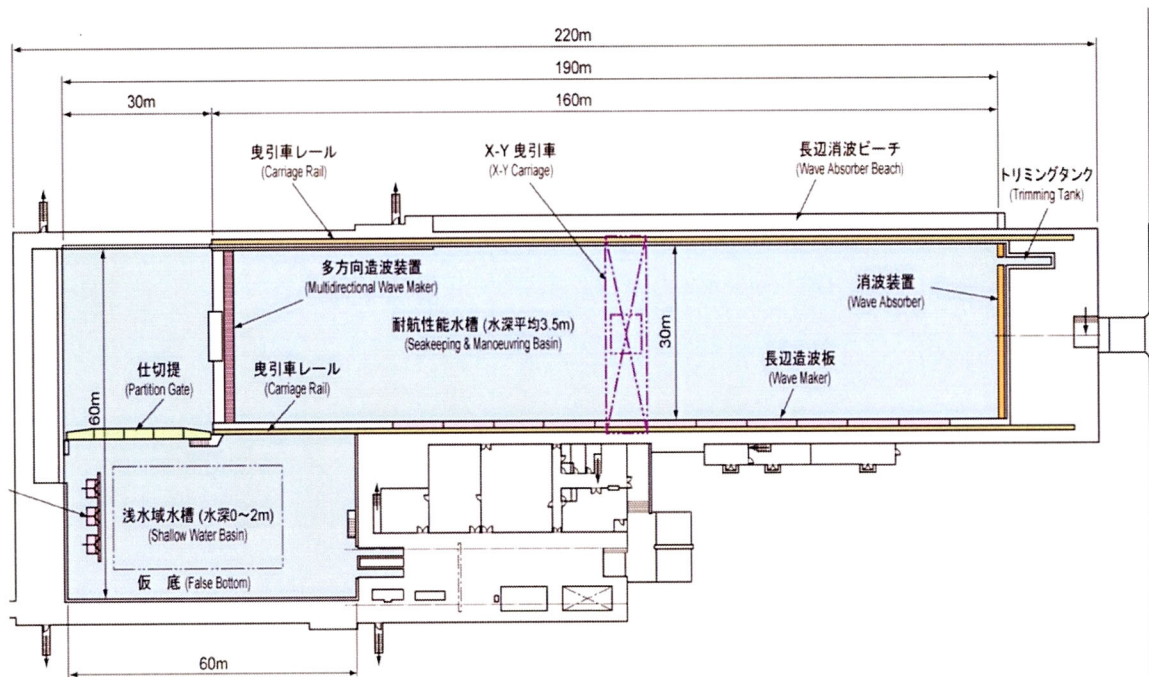 220m
190m
30m
160m
曳引車レール
(Carriage Rail)
X-Y 曳引車
(X-Y Carriage)
長辺消波ビーチ
(Wave Absorber Beach)
トリミングタンク
(Trimming Tank)
多方向造波装置
(Multidirectional Wave Maker)
消波装置
(Wave Absorber)
耐航性能水槽 (水深平均3.5m)
(Seakeeping & Manoeuvring Basin)
30m
仕切提
(Partition Gate)
曳引車レール
(Carriage Rail)
長辺造波板
(Wave Maker)
60m
浅水域水槽 (水深0〜2m)
(Shallow Water Basin)
仮 底 (False Bottom)
60m